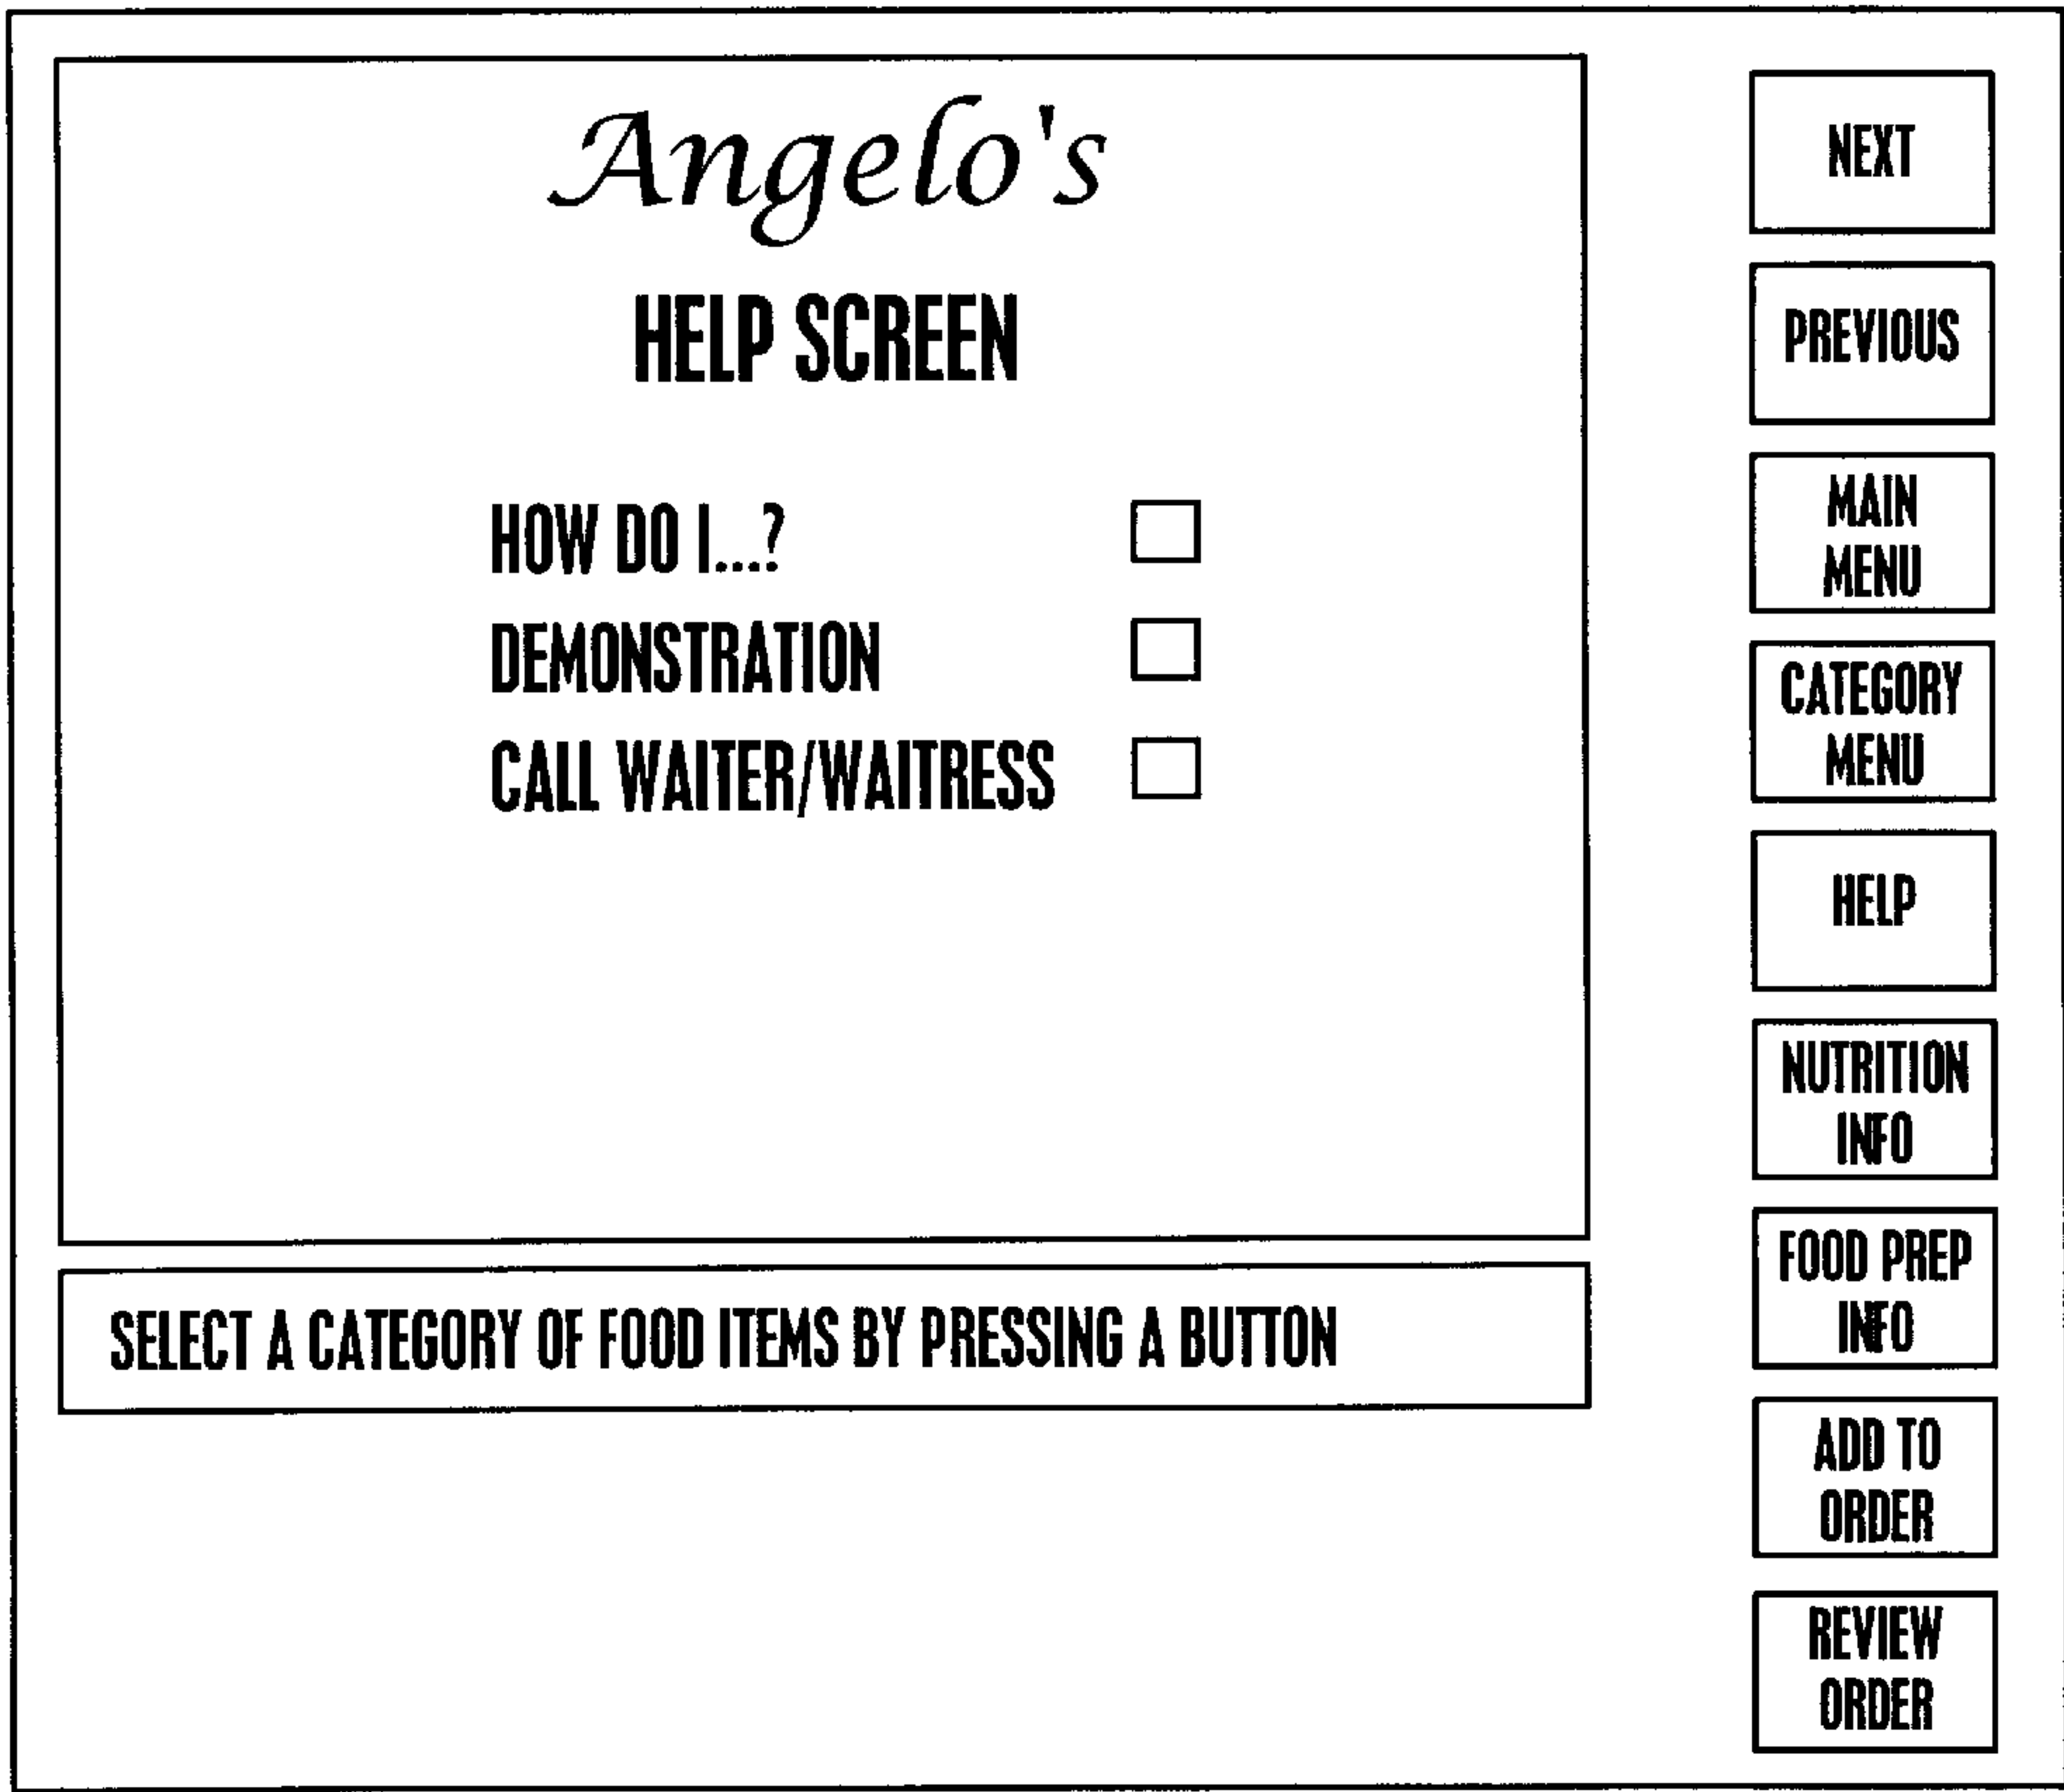 Angelo's
HELP SCREEN
HOW DO I...?
DEMONSTRATION
CALL WAITER/WAITRESS
SELECT A CATEGORY OF FOOD ITEMS BY PRESSING A BUTTON
NEXT
PREVIOUS
MAIN
MENU
CATEGORY
MENU
HELP
NUTRITION
INFO
FOOD PREP
INFO
ADD TO
ORDER
REVIEW
ORDER